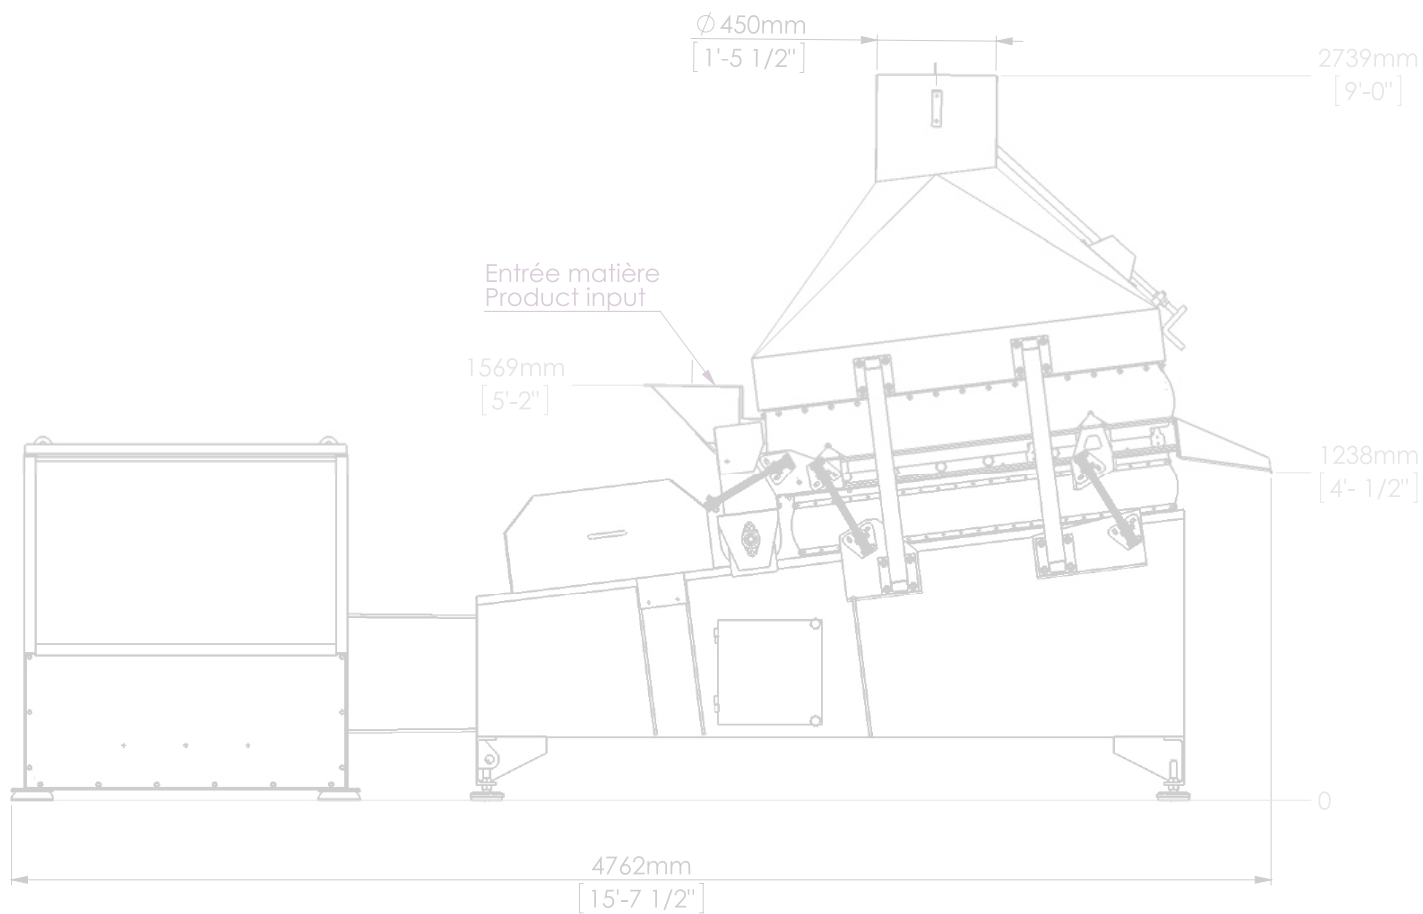 Ø 450mm
[1'-5 1/2"]
2739mm
[9'-0"]
Entrée matière
Product input
1569mm
[5'-2"]
1238mm
[4'- 1/2"]
0
4762mm
[15'-7 1/2"]